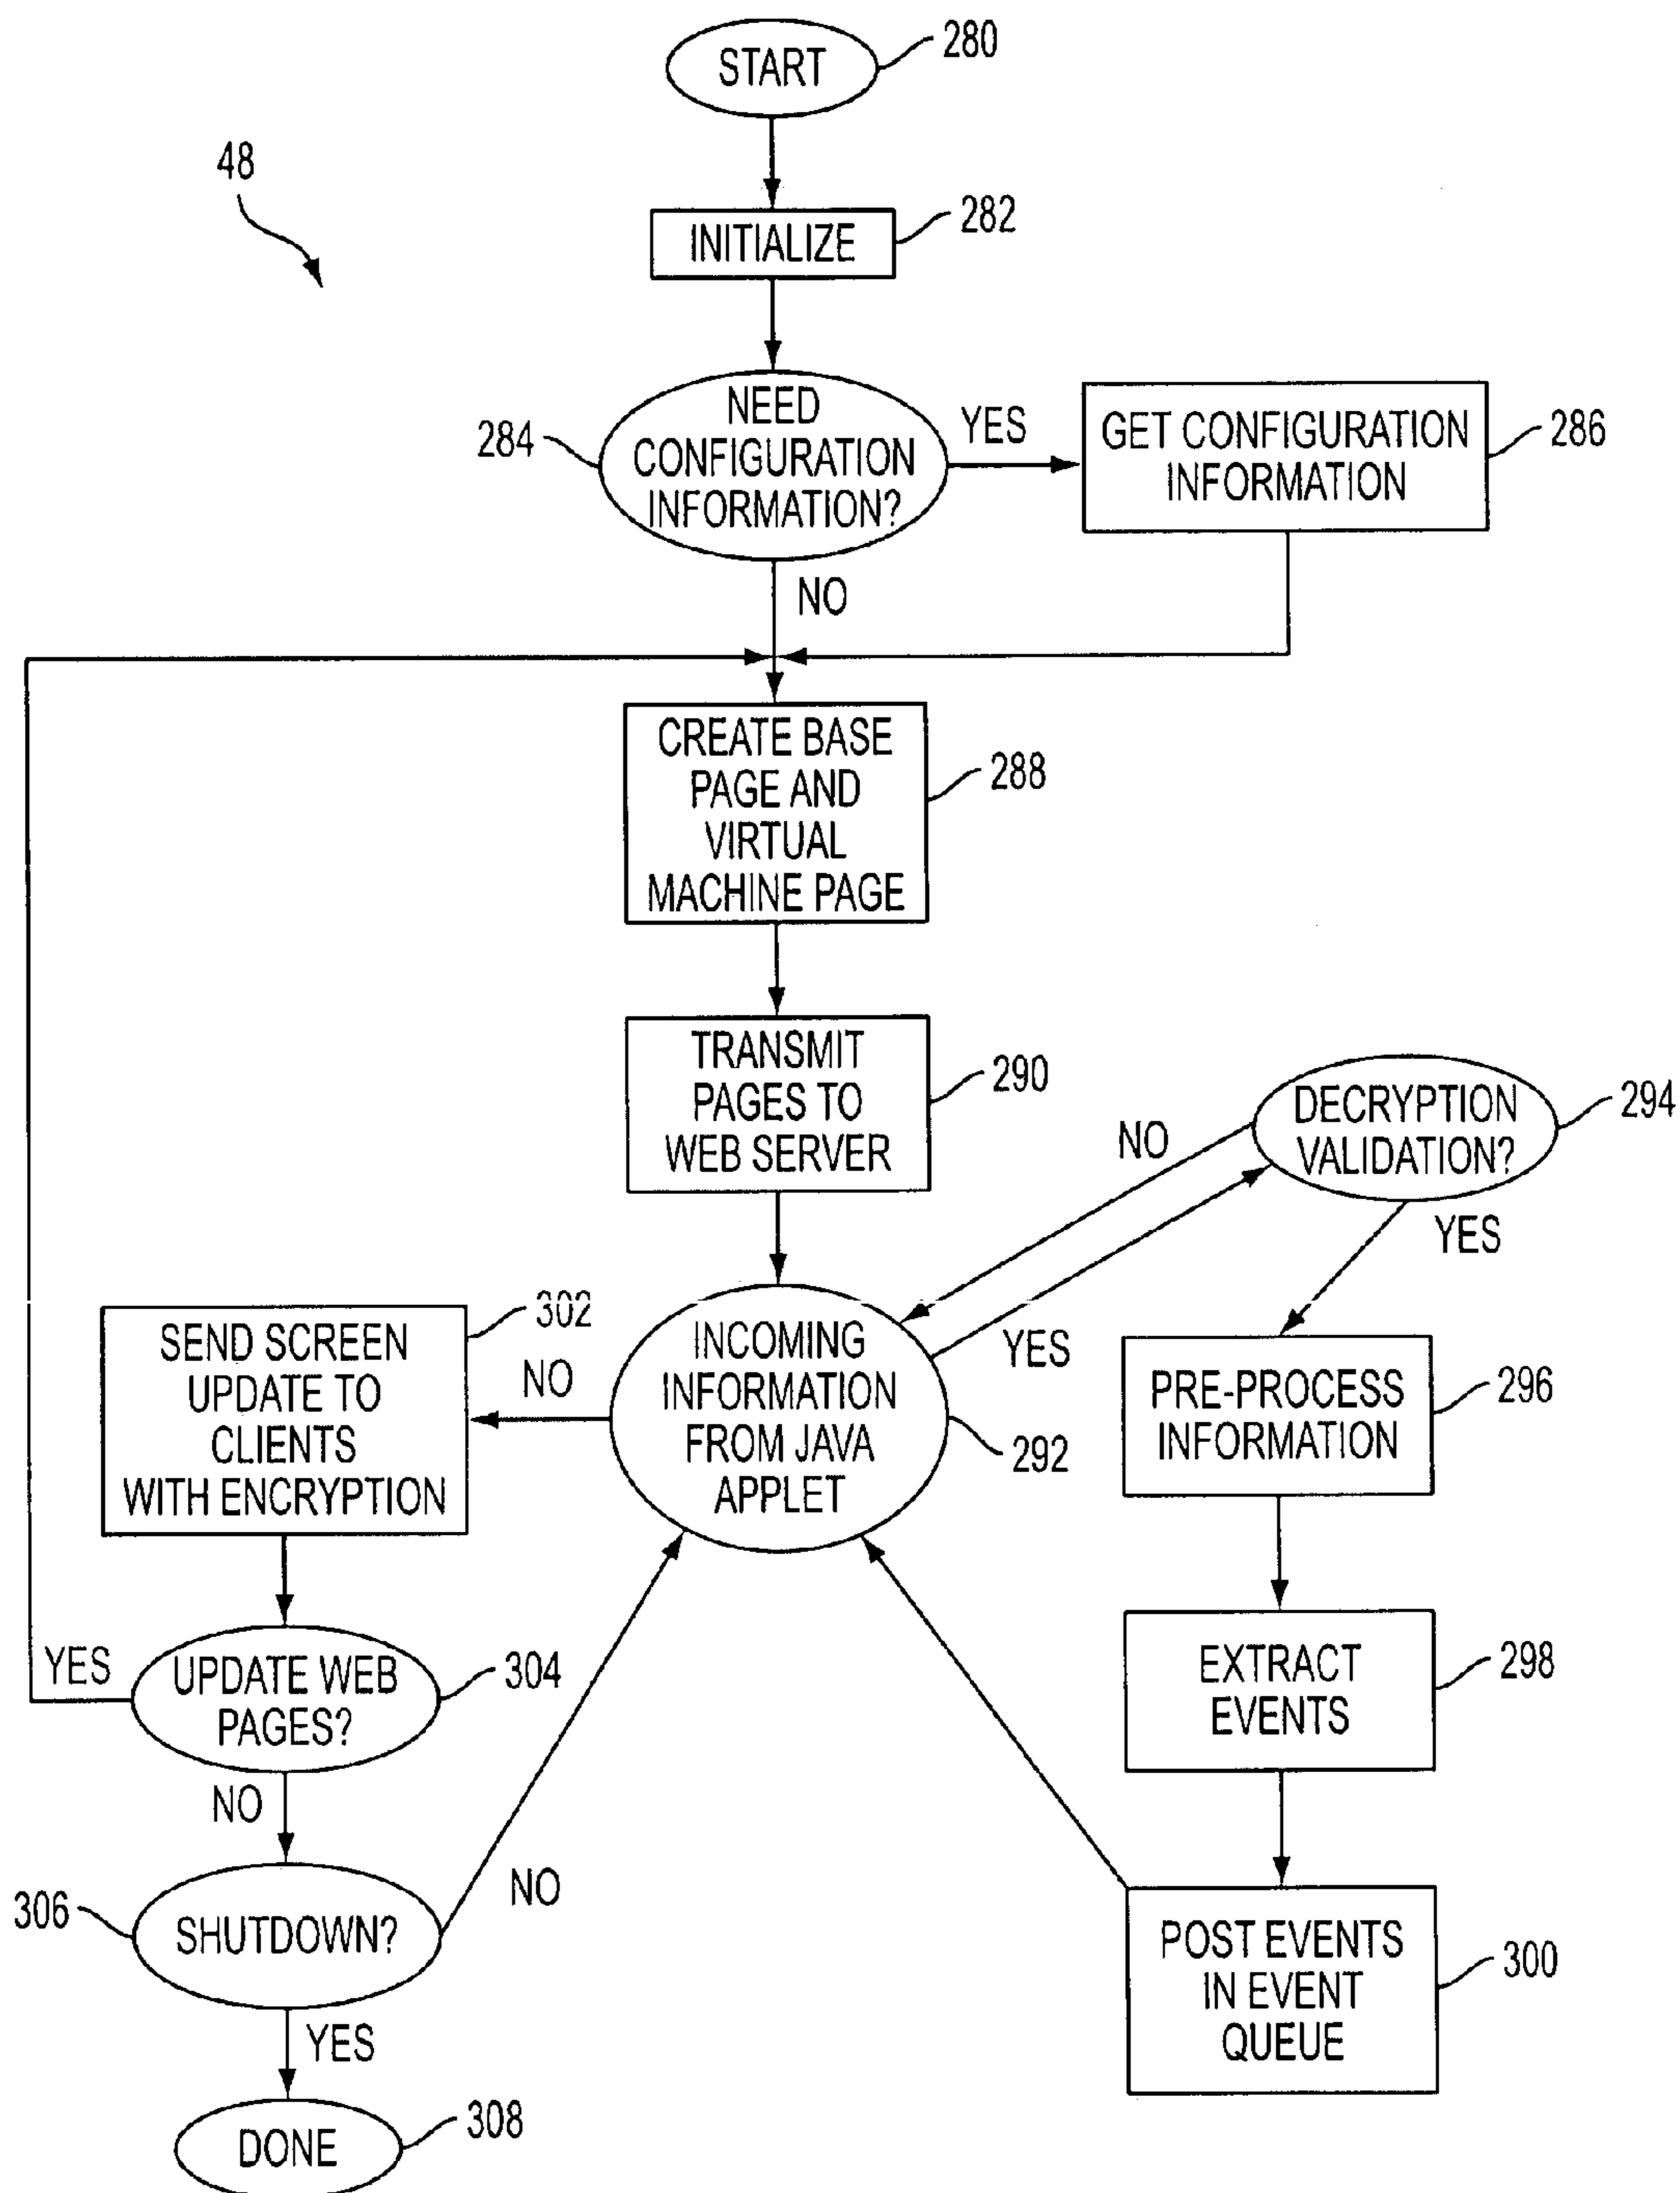 START
280
48
INITIALIZE
282
NEED
CONFIGURATION
INFORMATION?
284
YES
GET CONFIGURATION
INFORMATION
286
NO
CREATE BASE
PAGE AND
VIRTUAL
MACHINE PAGE
288
TRANSMIT
PAGES TO
WEB SERVER
290
DECRYPTION
VALIDATION?
294
NO
YES
YES
INCOMING
INFORMATION
FROM JAVA
APPLET
292
NO
SEND SCREEN
UPDATE TO
CLIENTS
WITH ENCRYPTION
302
PRE-PROCESS
INFORMATION
296
EXTRACT
EVENTS
298
UPDATE WEB
PAGES?
304
YES
NO
SHUTDOWN?
306
NO
POST EVENTS
IN EVENT
QUEUE
300
YES
DONE
308